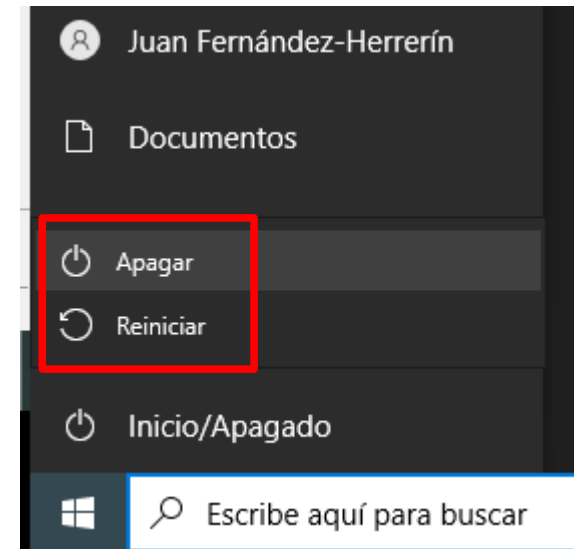 Juan Fernández-Herrerín
Documentos
Apagar
Reiniciar
Inicio/Apagado
Escribe aquí para buscar